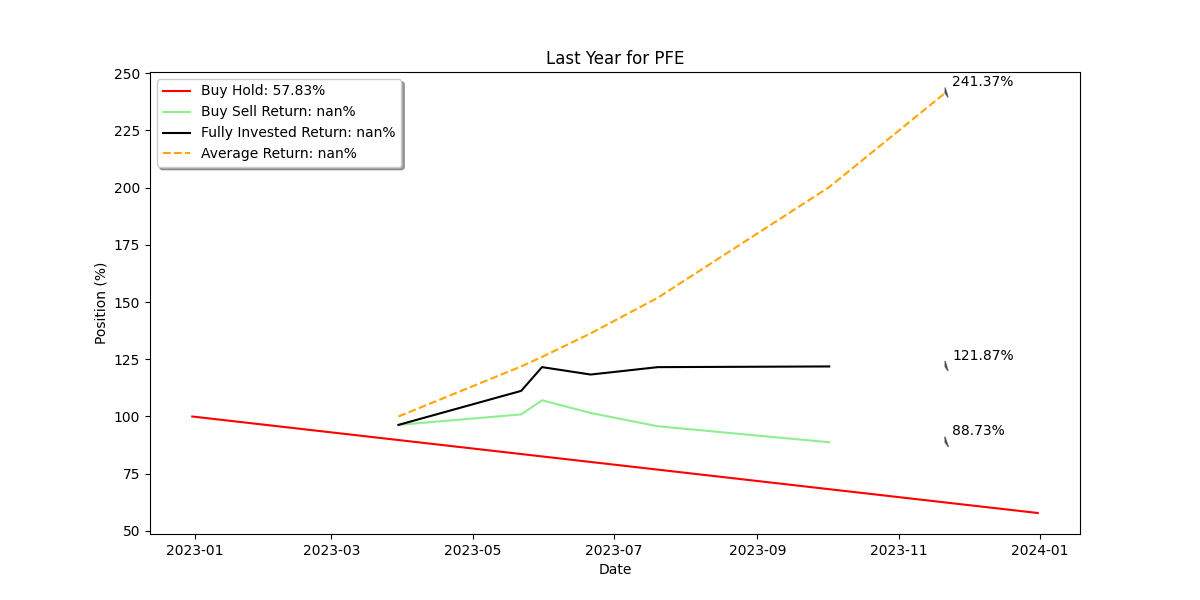 Last Year for PFE
Buy Hold: 57.83%
Buy Sell Return: nan%
Fully Invested Return: nan%
Average Return: nan%
241.37%
121.87%
88.73%
Position (%)
250
225
200
175
150
125
100
75
50
2023-01
2023-03
2023-05
2023-07
2023-09
2023-11
2024-01
Date